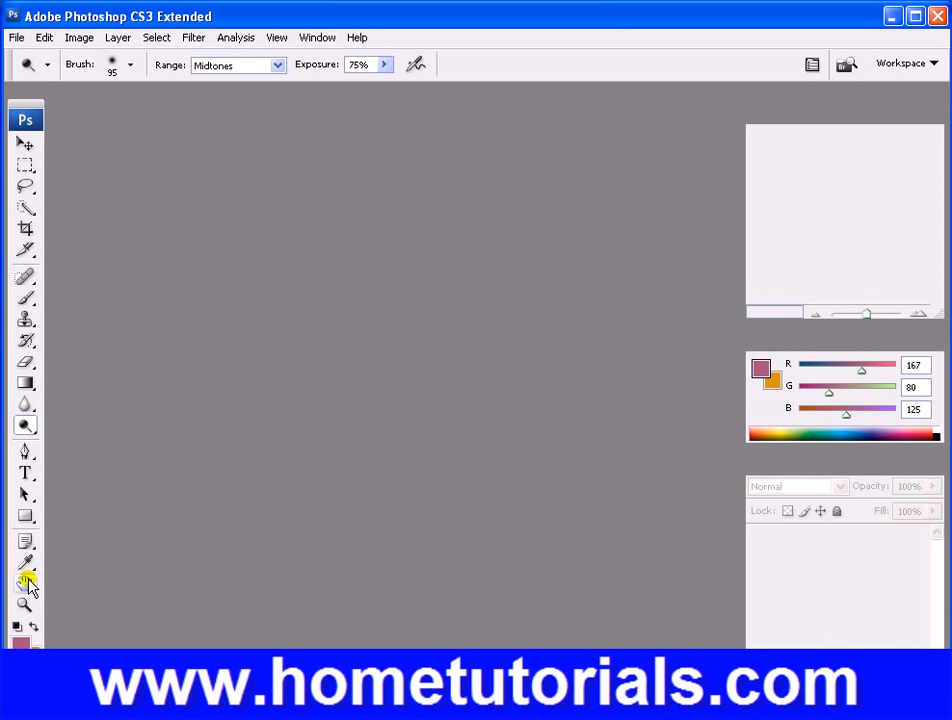 Ps Adobe Photoshop CS3 Extended
File Edit Image Layer Select Filter Analysis View Window Help
Brush: 95 Range: Midtones Exposure: 75% Workspace
Ps
R 167
G 80
B 125
T
Normal Opacity: 100%
Lock: Fill: 100%
www.hometutorials.com